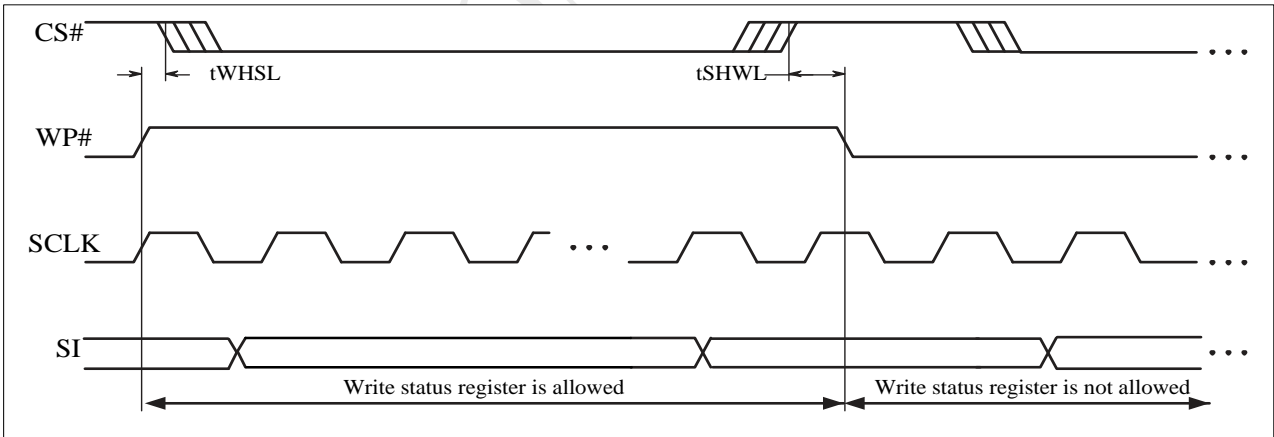 CS#
tWHSL
tSHWL
WP#
SCLK
SI
Write status register is allowed
Write status register is not allowed